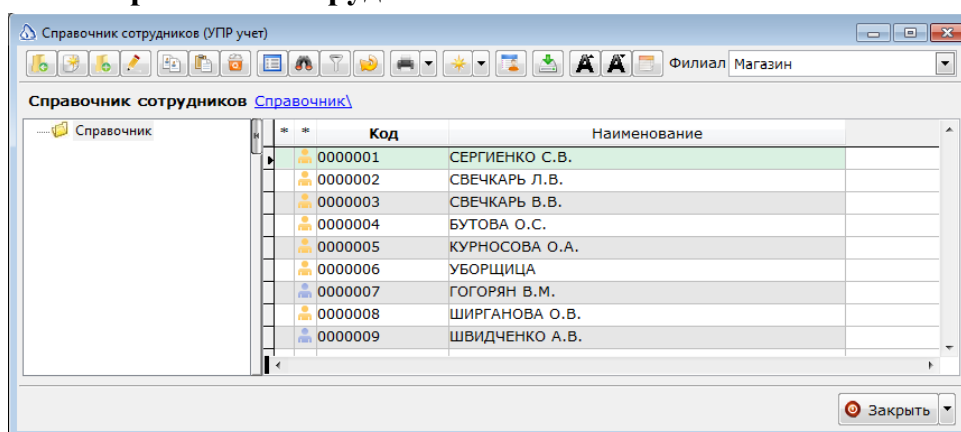 Справочник сотрудников (УПР учет)
Филиал Магазин
Справочник сотрудников Справочник\
Справочник
* * Код Наименование
0000001 СЕРГИЕНКО С.В.
0000002 СВЕЧКАРЬ Л.В.
0000003 СВЕЧКАРЬ В.В.
0000004 БУТОВА О.С.
0000005 КУРНОСОВА О.А.
0000006 УБОРЩИЦА
0000007 ГОГОРЯН В.М.
0000008 ШИРГАНОВА О.В.
0000009 ШВИДЧЕНКО А.В.
Закрыть